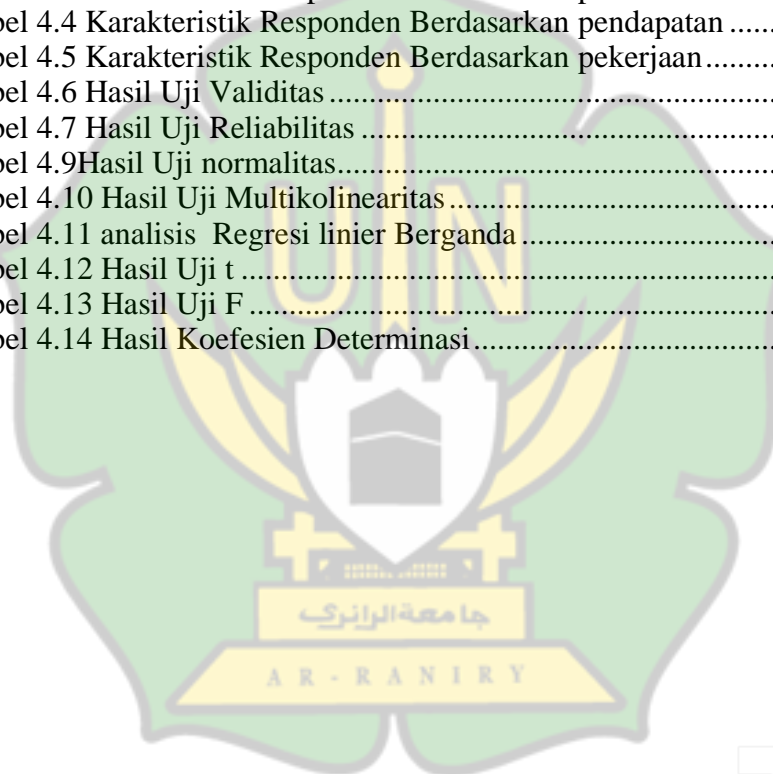 bel 4.4 Karakteristik Responden Berdasarkan pendapatan .....
bel 4.5 Karakteristik Responden Berdasarkan pekerjaan...........
bel 4.6 Hasil Uji Validitas..........................................................
bel 4.7 Hasil Uji Reliabilitas .....................................................
bel 4.9Hasil Uji normalitas........................................................
bel 4.10 Hasil Uji Multikolinearitas..........................................
bel 4.11 analisis  Regresi linier Berganda.................................
bel 4.12 Hasil Uji t ....................................................................
bel 4.13 Hasil Uji F ...................................................................
bel 4.14 Hasil Koefesien Determinasi.......................................
UIN
جامعةالرانري
AR-RANIRY